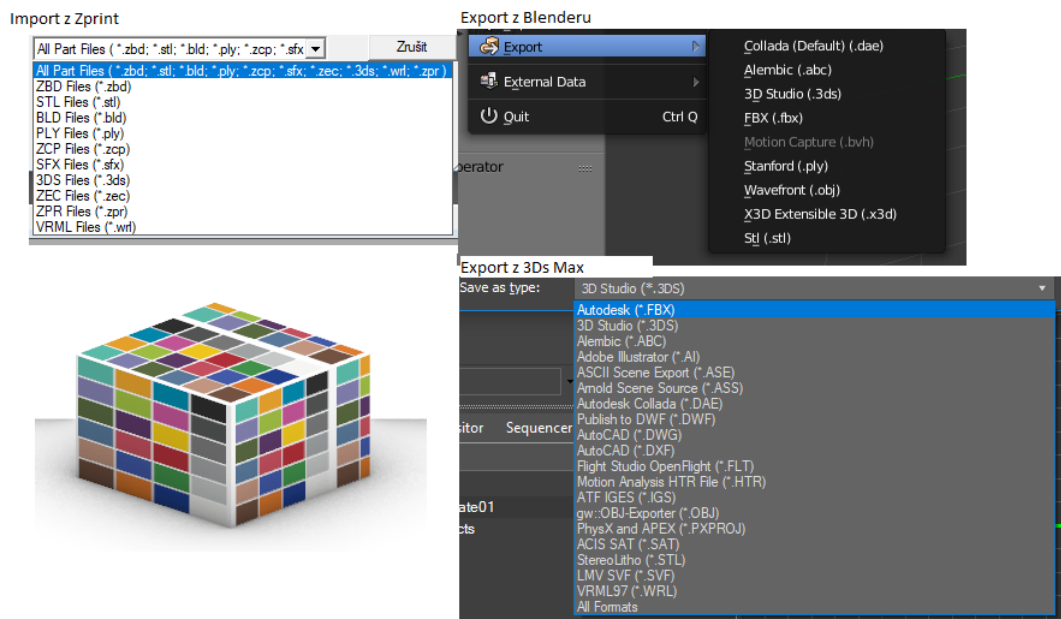 Import z Zprint
All Part Files ( *.zbd; *.stl; *.bld; *.ply; *.zcp; *.sfx
Zrušit
All Part Files ( *.zbd; *.stl; *.bld; *.ply; *.zcp; *.sfx; *.zec; *.3ds; *.wrl; *.zpr )
ZBD Files (*.zbd)
STL Files (*.stl)
BLD Files (*.bld)
PLY Files (*.ply)
ZCP Files (*.zcp)
SFX Files (*.sfx)
3DS Files (*.3ds)
ZEC Files (*.zec)
ZPR Files (*.zpr)
VRML Files (*.wrl)
Export z Blenderu
Export
External Data
Quit
Ctrl Q
perator
Collada (Default) (.dae)
Alembic (.abc)
3D Studio (.3ds)
FBX (.fbx)
Motion Capture (.bvh)
Stanford (.ply)
Wavefront (.obj)
X3D Extensible 3D (.x3d)
Stl (.stl)
Export z 3Ds Max
Save as type:
3D Studio (*.3DS)
Autodesk (*.FBX)
3D Studio (*.3DS)
Alembic (*.ABC)
Adobe Illustrator (*.AI)
ASCII Scene Export (*.ASE)
Arnold Scene Source (*.ASS)
Autodesk Collada (*.DAE)
Publish to DWF (*.DWF)
AutoCAD (*.DWG)
AutoCAD (*.DXF)
Flight Studio OpenFlight (*.FLT)
Motion Analysis HTR File (*.HTR)
ATF IGES (*.IGS)
gw::OBJ-Exporter (*.OBJ)
PhysX and APEX (*.PXPROJ)
ACIS SAT (*.SAT)
StereoLitho (*.STL)
LMV SVF (*.SVF)
VRML97 (*.WRL)
All Formats
itor
Sequencer
ate01
cts